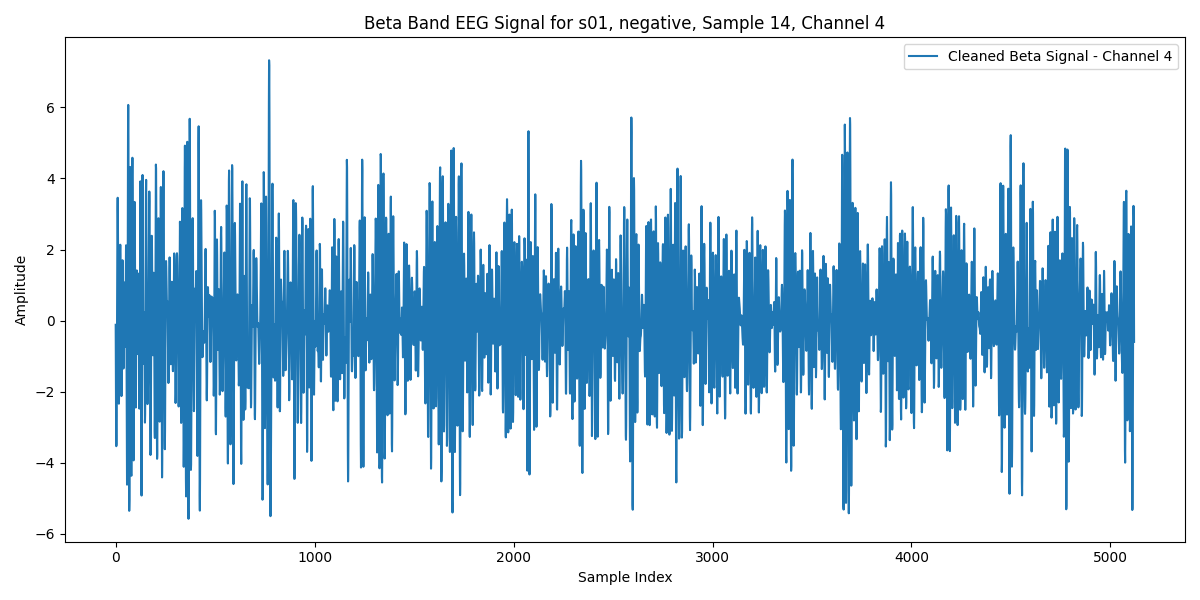 Beta Band EEG Signal for s01, negative, Sample 14, Channel 4
Cleaned Beta Signal - Channel 4
Amplitude
6
4
2
0
−2
−4
−6
0 1000 2000 3000 4000 5000
Sample Index